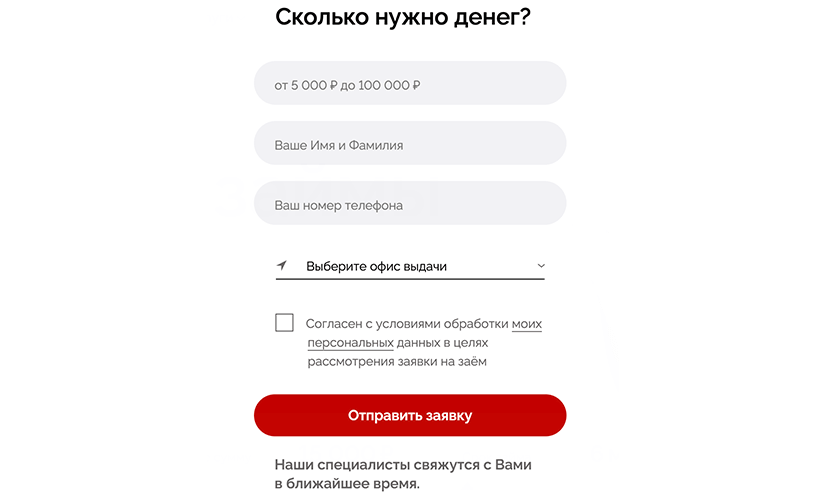 Сколько нужно денег?
от 5 000 ₽ до 100 000 ₽
Ваше Имя и Фамилия
Ваш номер телефона
Выберите офис выдачи
Согласен с условиями обработки моих
персональных данных в целях
рассмотрения заявки на заём
Отправить заявку
Наши специалисты свяжутся с Вами
в ближайшее время.